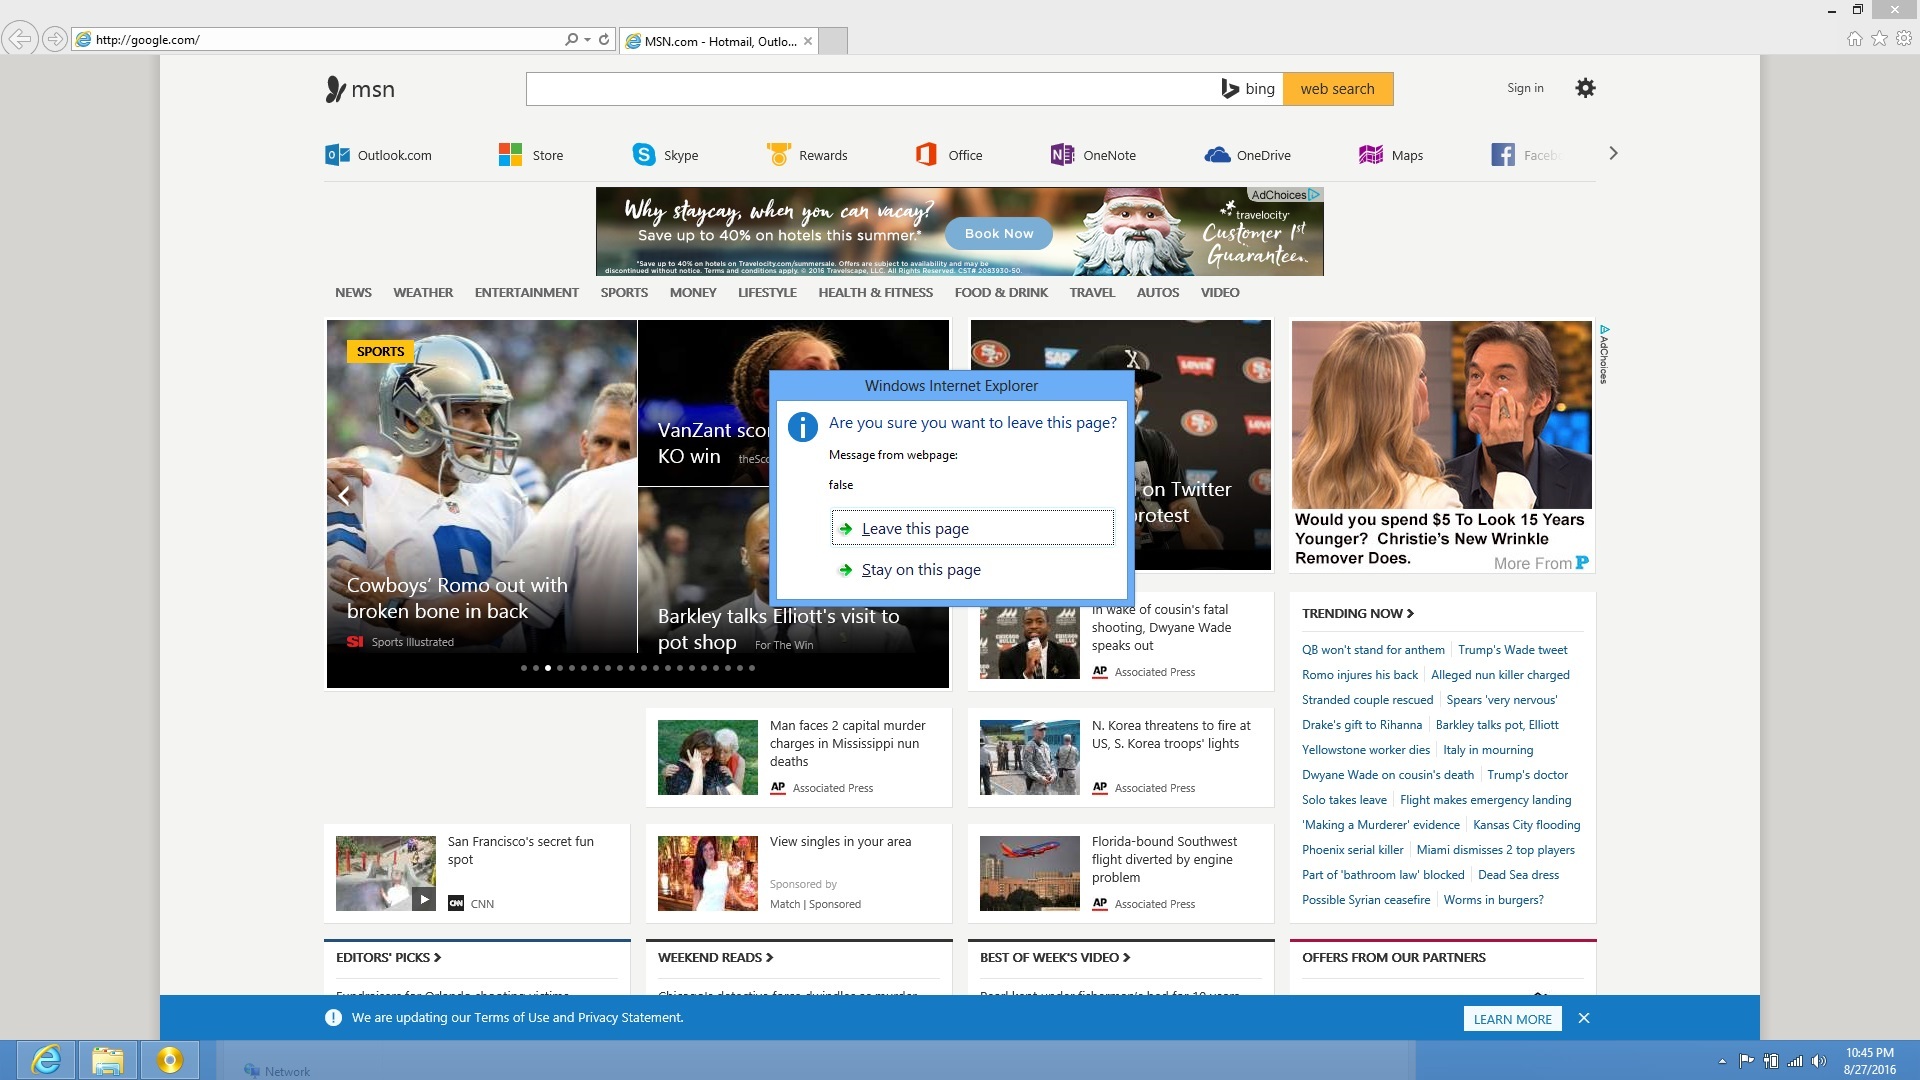 http://google.com/
MSN.com - Hotmail, Outlo...
msn
bing
web search
Sign in
Outlook.com
Store
Skype
Rewards
Office
OneNote
OneDrive
Maps
Facebo
AdChoices
Why staycay, when you can vacay?
Save up to 40% on hotels this summer.*
Book Now
travelocity
Customer 1st
Guarantee.
*Save up to 40% on hotels on Travelocity.com/summersale. Offers are subject to availability and may be
discontinued without notice. Terms and conditions apply. © 2016 Travelscape, LLC. All Rights Reserved. CST# 2083930-50.
NEWS WEATHER ENTERTAINMENT SPORTS MONEY LIFESTYLE HEALTH & FITNESS FOOD & DRINK TRAVEL AUTOS VIDEO
SPORTS
Cowboys' Romo out with
broken bone in back
SI Sports Illustrated
VanZant scor
KO win theSco
Barkley talks Elliott's visit to
pot shop For The Win
SAP
LEVI'S
on Twitter
protest
Windows Internet Explorer
Are you sure you want to leave this page?
Message from webpage:
false
Leave this page
Stay on this page
AdChoices
Would you spend $5 To Look 15 Years
Younger? Christie's New Wrinkle
Remover Does.
More From P
In wake of cousin's fatal
shooting, Dwyane Wade
speaks out
AP Associated Press
Man faces 2 capital murder
charges in Mississippi nun
deaths
AP Associated Press
N. Korea threatens to fire at
US, S. Korea troops' lights
AP Associated Press
San Francisco's secret fun
spot
CNN CNN
View singles in your area
Sponsored by
Match | Sponsored
Florida-bound Southwest
flight diverted by engine
problem
AP Associated Press
TRENDING NOW
QB won't stand for anthem Trump's Wade tweet
Romo injures his back Alleged nun killer charged
Stranded couple rescued Spears 'very nervous'
Drake's gift to Rihanna Barkley talks pot, Elliott
Yellowstone worker dies Italy in mourning
Dwyane Wade on cousin's death Trump's doctor
Solo takes leave Flight makes emergency landing
'Making a Murderer' evidence Kansas City flooding
Phoenix serial killer Miami dismisses 2 top players
Part of 'bathroom law' blocked Dead Sea dress
Possible Syrian ceasefire Worms in burgers?
EDITORS' PICKS
WEEKEND READS
BEST OF WEEK'S VIDEO
OFFERS FROM OUR PARTNERS
We are updating our Terms of Use and Privacy Statement.
LEARN MORE
Network
10:45 PM
8/27/2016